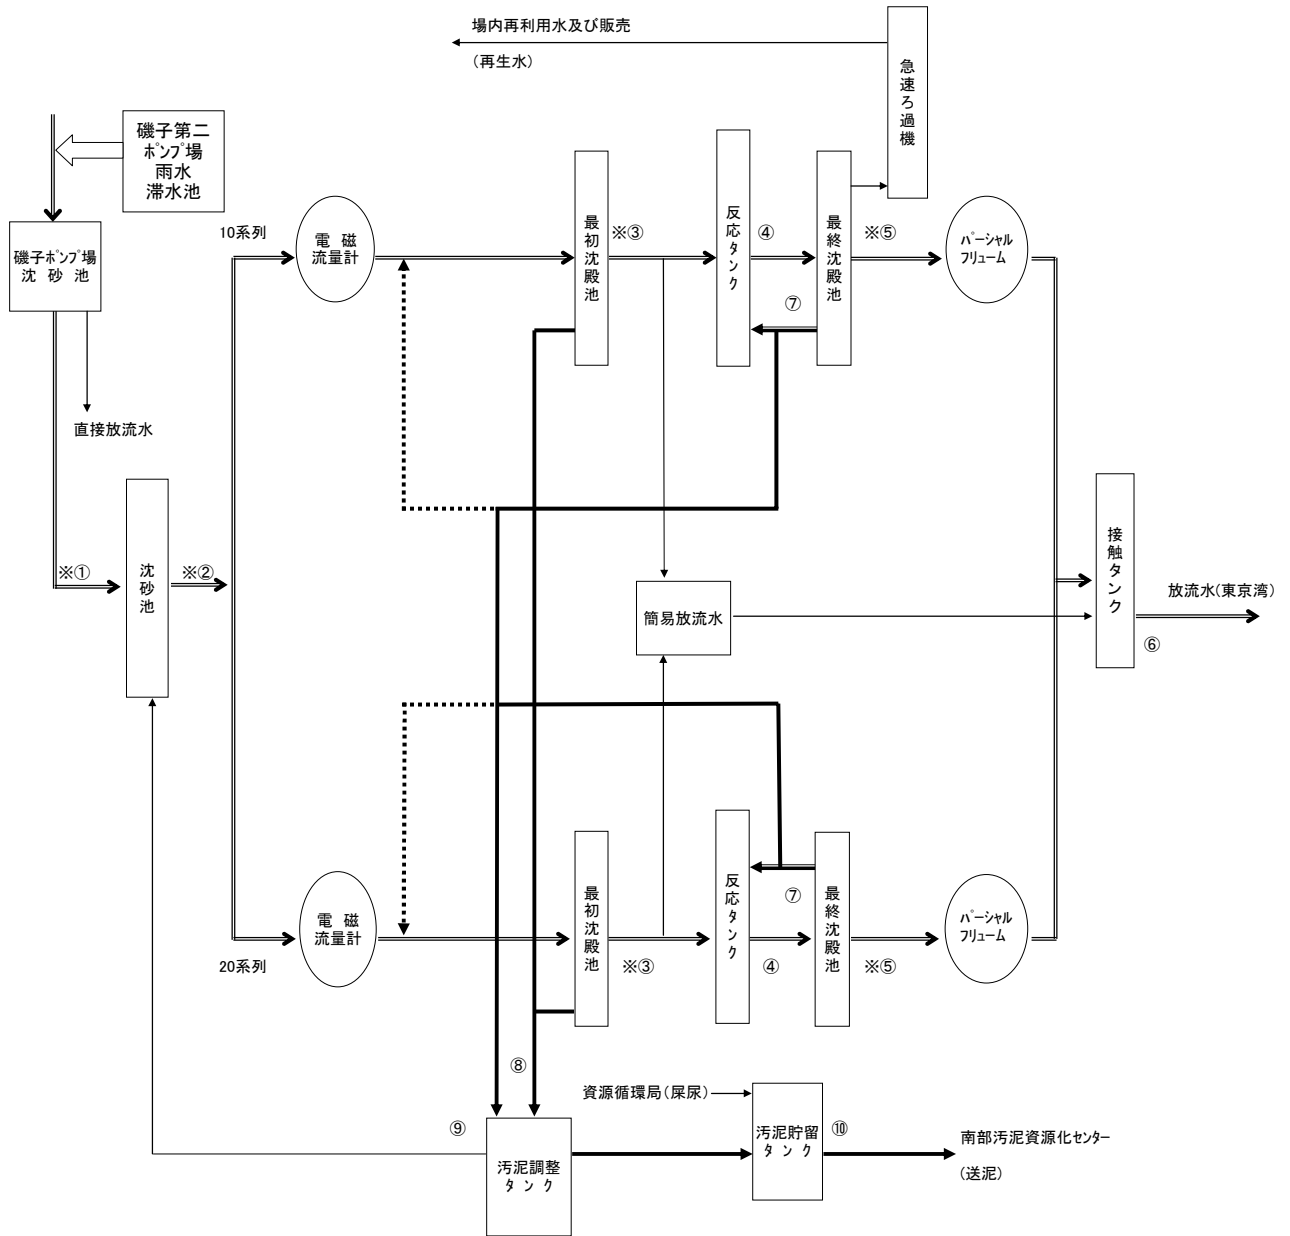 場内再利用水及び販売
(再生水)
急速ろ過機
磯子第二
ﾎﾟﾝﾌﾟ場
雨水
滞水池
磯子ﾎﾟﾝﾌﾟ場
沈 砂 池
直接放流水
10系列
電 磁
流量計
最初沈殿池
※③
反応タンク
④
最終沈殿池
※⑤
⑦
ﾊﾟｰｼｬﾙ
ﾌﾘｭｰﾑ
※①
沈砂池
※②
簡易放流水
接触タンク
放流水(東京湾)
⑥
20系列
電 磁
流量計
最初沈殿池
※③
反応タンク
④
⑦
最終沈殿池
※⑤
ﾊﾟｰｼｬﾙ
ﾌﾘｭｰﾑ
⑧
⑨
汚泥調整
タ ン ク
資源循環局(屎尿)
汚泥貯留
タ ン ク
⑩
南部汚泥資源化センター
(送泥)